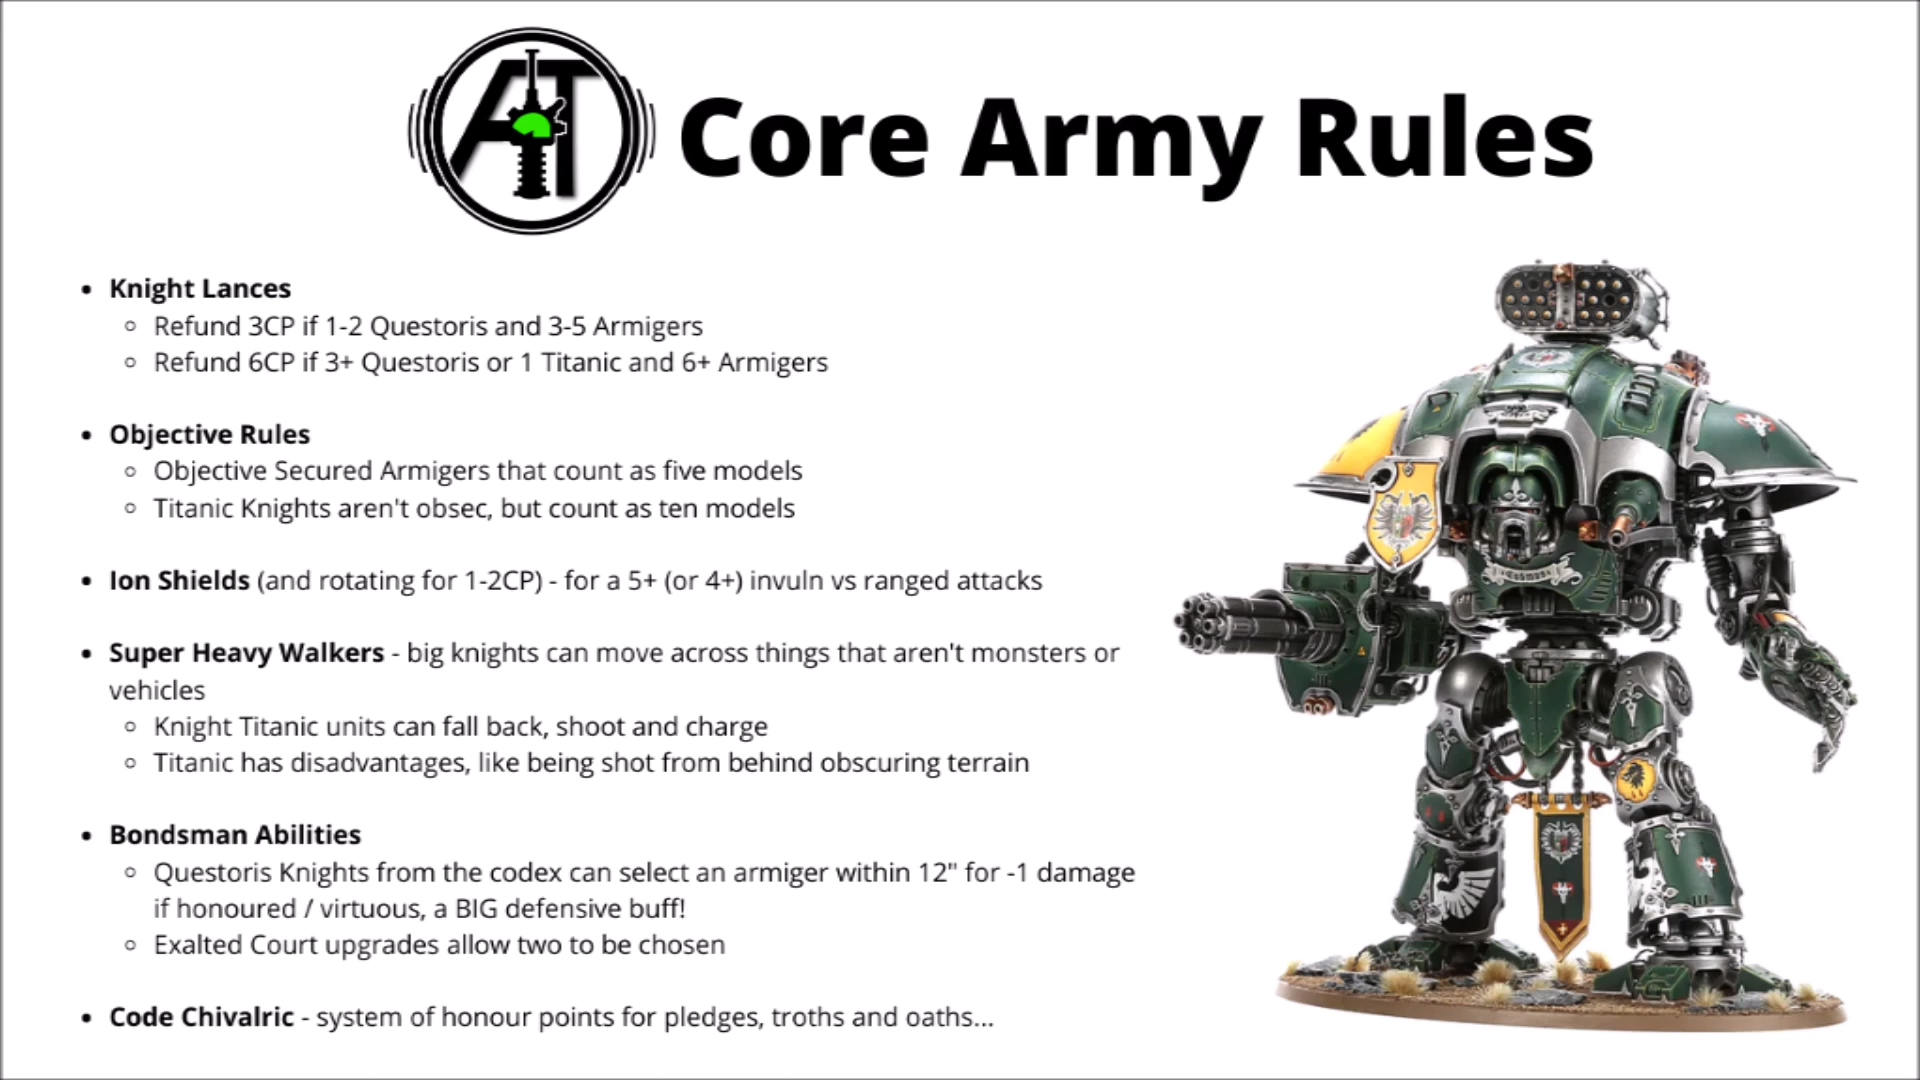 AT
Core Army Rules
• Knight Lances
◦ Refund 3CP if 1-2 Questoris and 3-5 Armigers
◦ Refund 6CP if 3+ Questoris or 1 Titanic and 6+ Armigers
• Objective Rules
◦ Objective Secured Armigers that count as five models
◦ Titanic Knights aren't obsec, but count as ten models
• Ion Shields (and rotating for 1-2CP) - for a 5+ (or 4+) invuln vs ranged attacks
• Super Heavy Walkers - big knights can move across things that aren't monsters or
vehicles
◦ Knight Titanic units can fall back, shoot and charge
◦ Titanic has disadvantages, like being shot from behind obscuring terrain
• Bondsman Abilities
◦ Questoris Knights from the codex can select an armiger within 12" for -1 damage
if honoured / virtuous, a BIG defensive buff!
◦ Exalted Court upgrades allow two to be chosen
• Code Chivalric - system of honour points for pledges, troths and oaths...